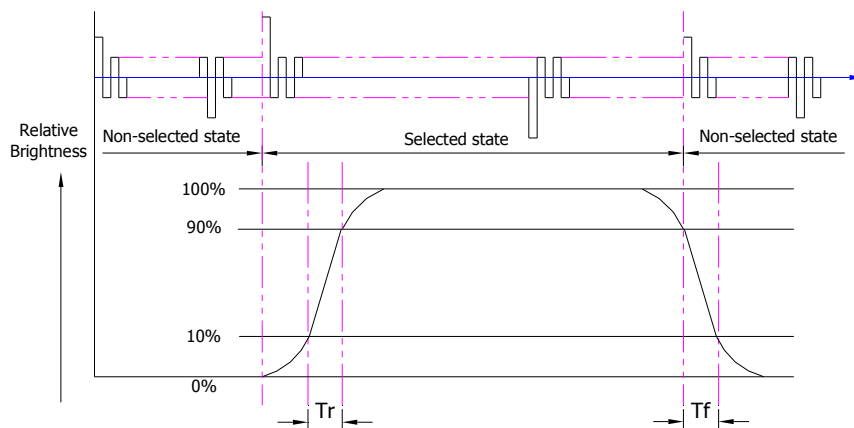 Relative
Brightness
Non-selected state
Selected state
Non-selected state
100%
90%
10%
0%
Tr
Tf